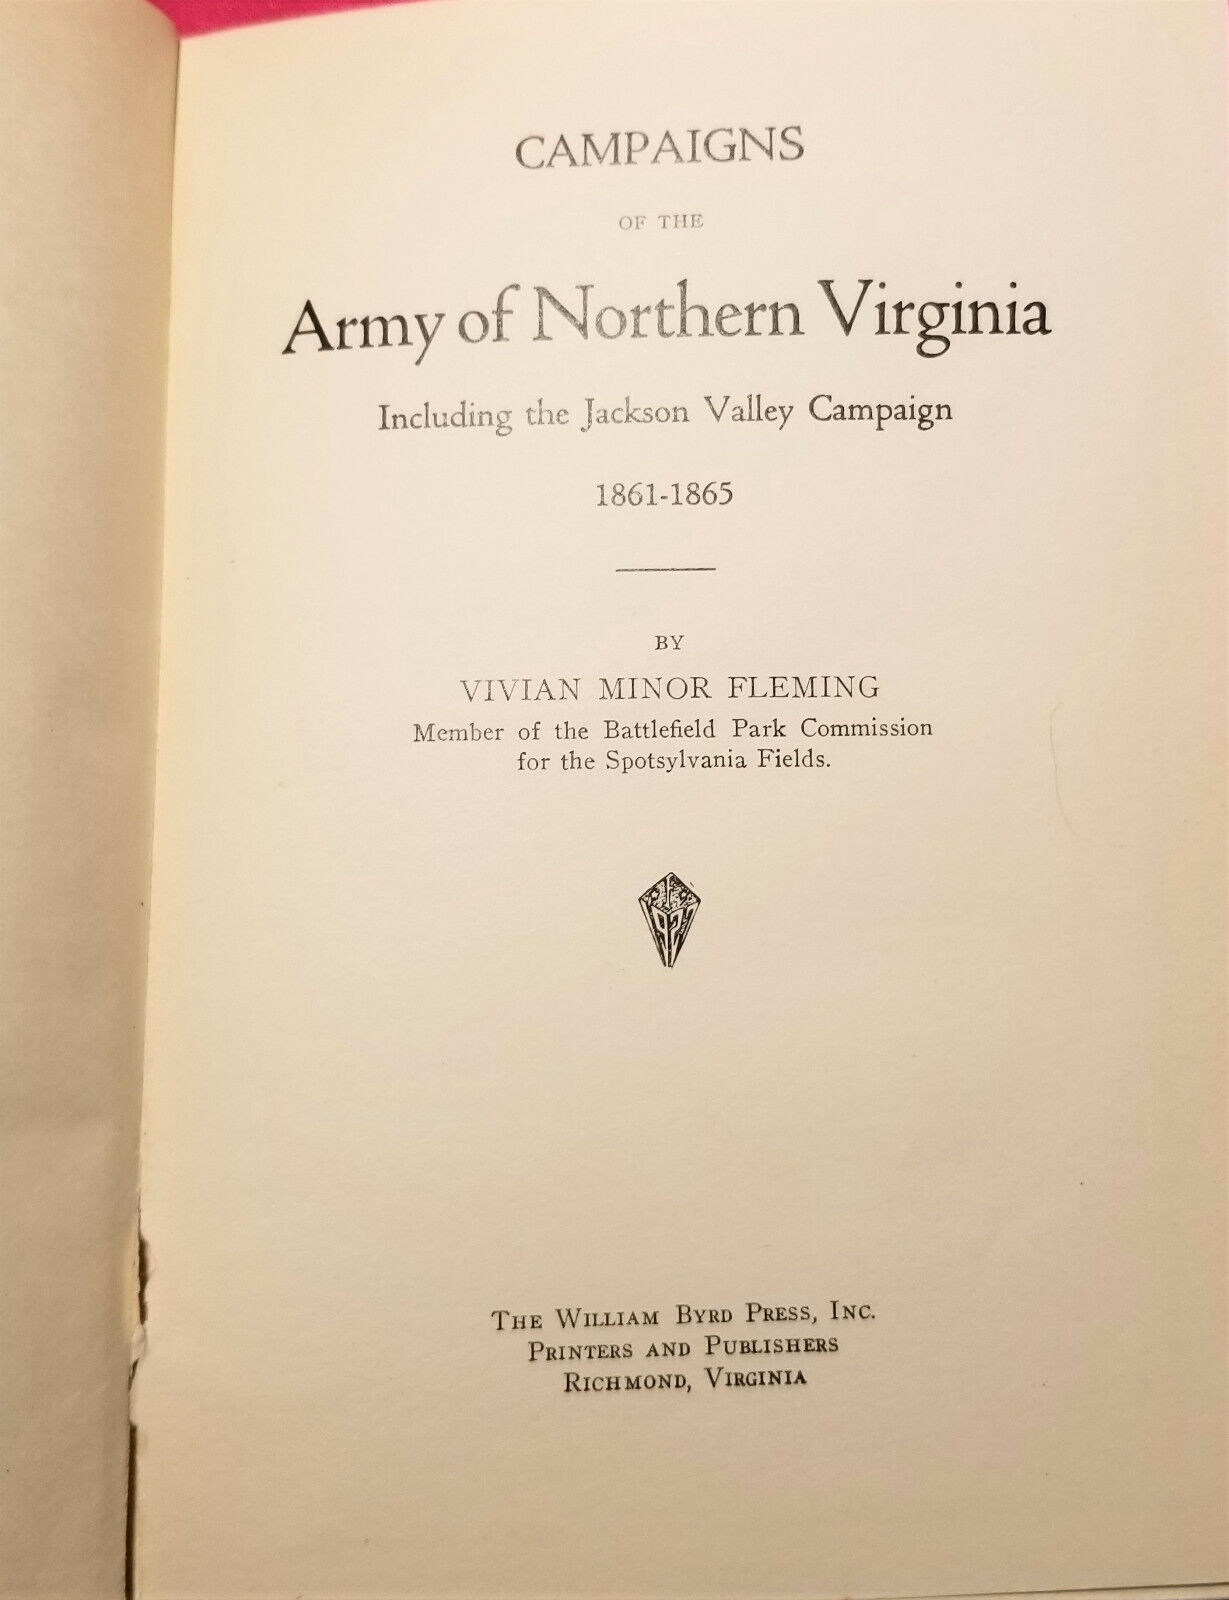 CAMPAIGNS
OF THE
Army of Northern Virginia
Including the Jackson Valley Campaign
1861-1865
BY
VIVIAN MINOR FLEMING
Member of the Battlefield Park Commission
for the Spotsylvania Fields.
THE WILLIAM BYRD PRESS, INC.
PRINTERS AND PUBLISHERS
RICHMOND, VIRGINIA